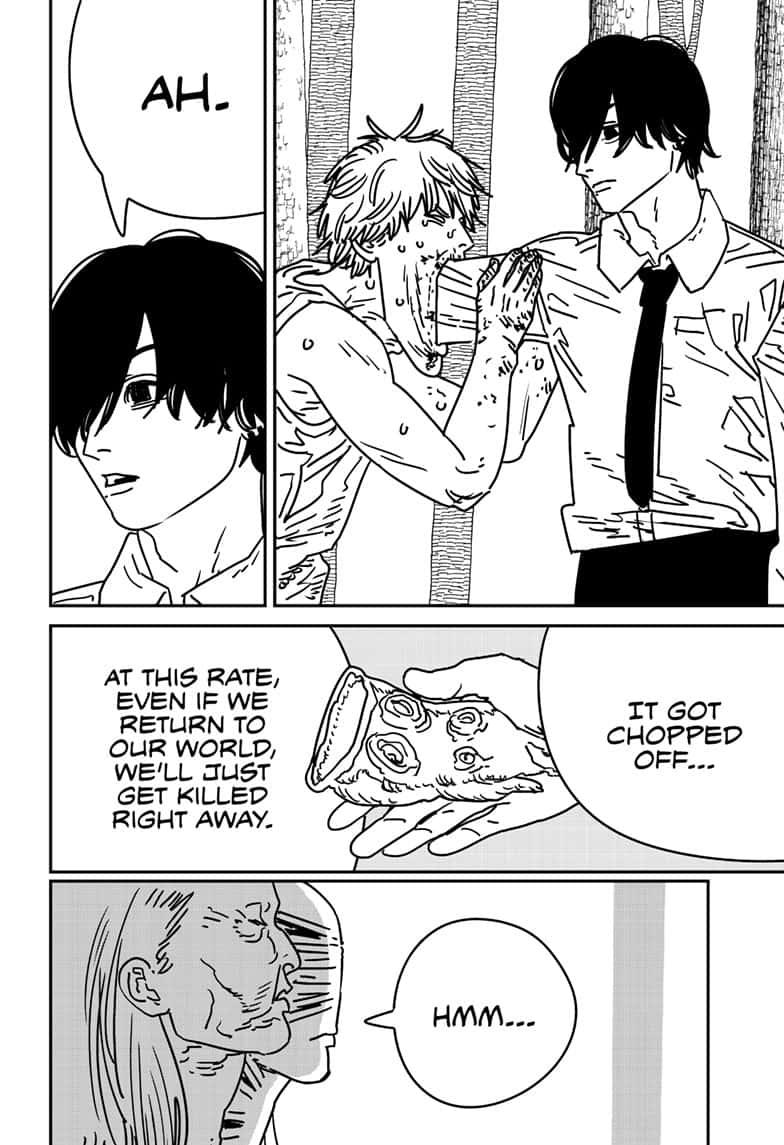 AH.
IT GOT
CHOPPED
OFF...
AT THIS RATE,
EVEN IF WE
RETURN TO
OUR WORLD,
WE'LL JUST
GET KILLED
RIGHT AWAY.
HMM...